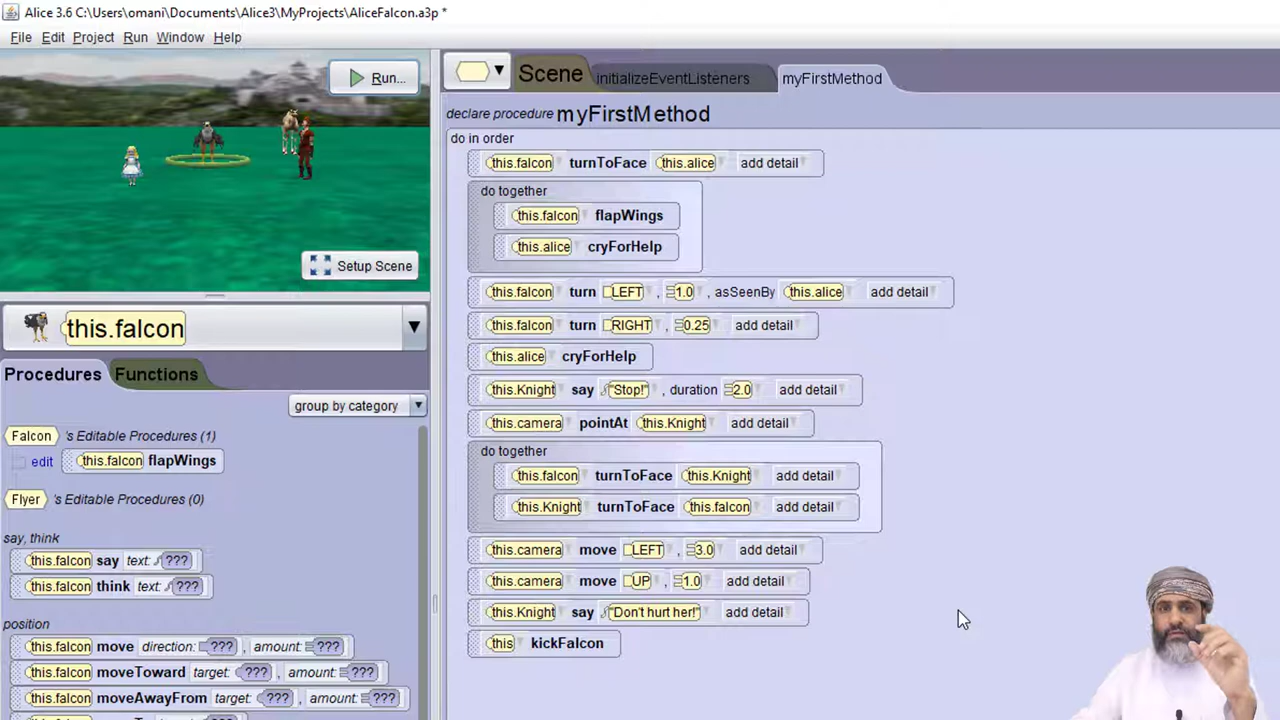 Alice 3.6 C:\Users\omani\Documents\Alice3\MyProjects\AliceFalcon.a3p *
File Edit Project Run Window Help
Run...
Setup Scene
this.falcon
Procedures Functions
group by category
Falcon 's Editable Procedures (1)
edit this.falcon flapWings
Flyer 's Editable Procedures (0)
say, think
this.falcon say text: ???
this.falcon think text: ???
position
this.falcon move direction: ??? , amount: ???
this.falcon moveToward target: ??? , amount: ???
this.falcon moveAwayFrom target: ??? , amount: ???
Scene initializeEventListeners myFirstMethod
declare procedure myFirstMethod
do in order
this.falcon turnToFace this.alice add detail
do together
this.falcon flapWings
this.alice cryForHelp
this.falcon turn LEFT , 1.0 , asSeenBy this.alice add detail
this.falcon turn RIGHT , 0.25 add detail
this.alice cryForHelp
this.Knight say "Stop!" , duration 2.0 add detail
this.camera pointAt this.Knight add detail
do together
this.falcon turnToFace this.Knight add detail
this.Knight turnToFace this.falcon add detail
this.camera move LEFT , 3.0 add detail
this.camera move UP , 1.0 add detail
this.Knight say "Don't hurt her!" add detail
this kickFalcon